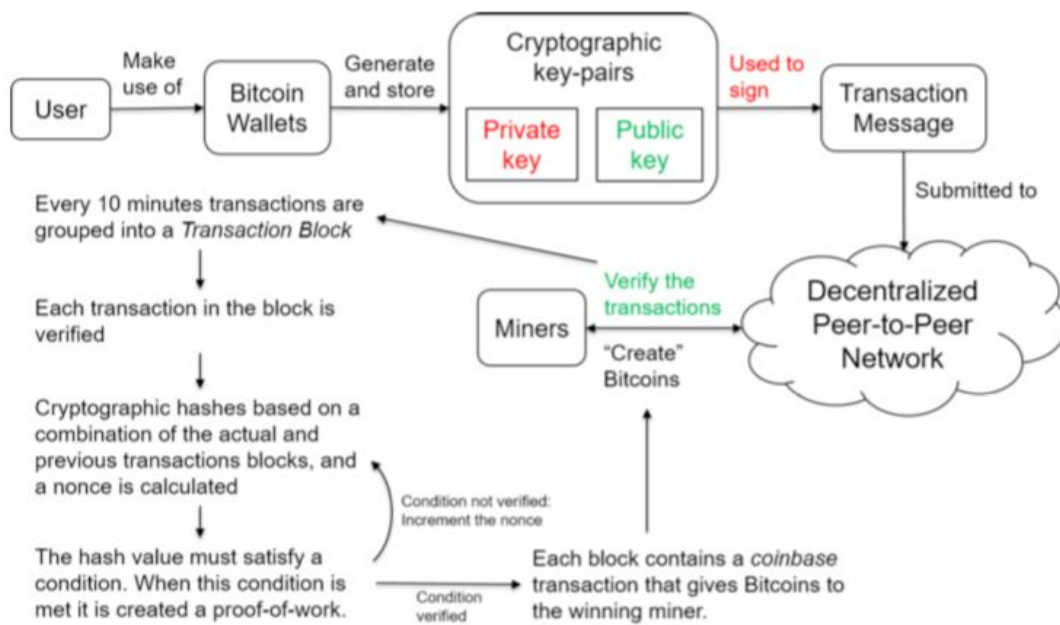 User
Make
use of
Bitcoin
Wallets
Generate
and store
Cryptographic
key-pairs
Private
key
Public
key
Used to
sign
Transaction
Message
Submitted to
Decentralized
Peer-to-Peer
Network
Verify the
transactions
Miners
"Create"
Bitcoins
Every 10 minutes transactions are
grouped into a Transaction Block
Each transaction in the block is
verified
Cryptographic hashes based on a
combination of the actual and
previous transactions blocks, and
a nonce is calculated
Condition not verified:
Increment the nonce
The hash value must satisfy a
condition. When this condition is
met it is created a proof-of-work.
Condition
verified
Each block contains a coinbase
transaction that gives Bitcoins to
the winning miner.